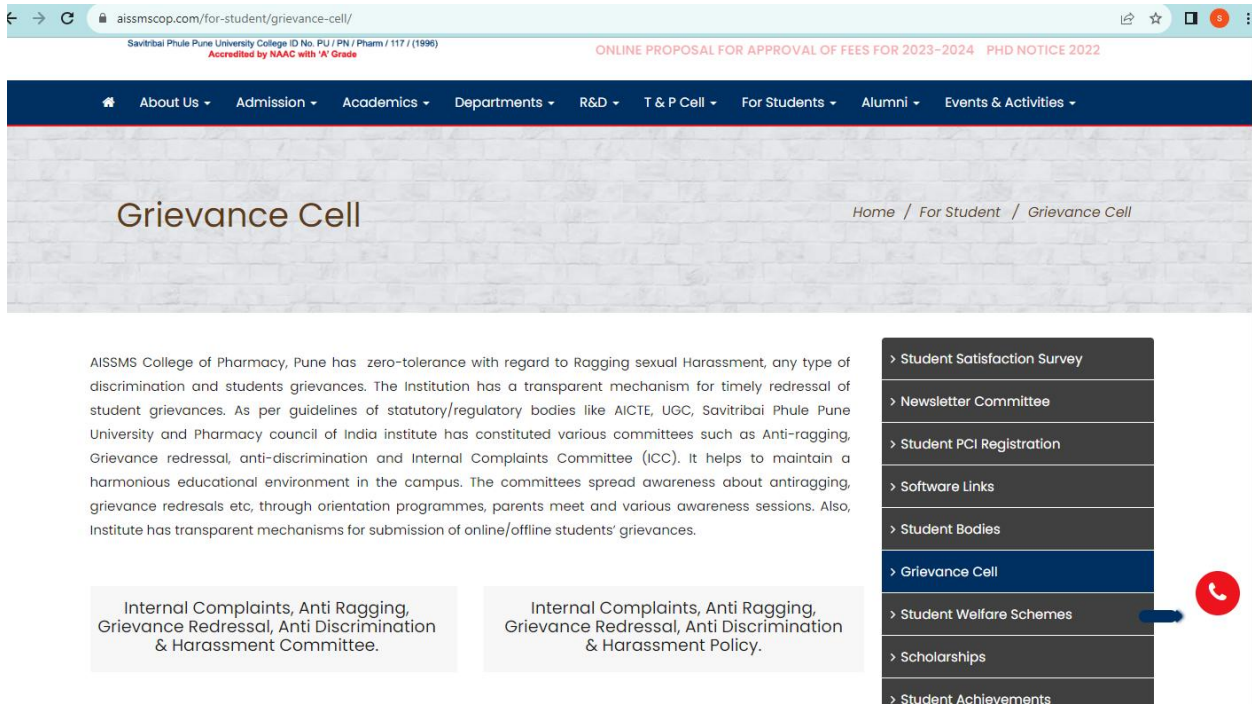 aissmscop.com/for-student/grievance-cell/
S
Savitribai Phule Pune University College ID No. PU / PN / Pharm / 117 / (1996)
Accredited by NAAC with 'A' Grade
ONLINE PROPOSAL FOR APPROVAL OF FEES FOR 2023-2024 PHD NOTICE 2022
About Us Admission Academics Departments R&D T & P Cell For Students Alumni Events & Activities
Grievance Cell
Home / For Student / Grievance Cell
AISSMS College of Pharmacy, Pune has zero-tolerance with regard to Ragging sexual Harassment, any type of
discrimination and students grievances. The Institution has a transparent mechanism for timely redressal of
student grievances. As per guidelines of statutory/regulatory bodies like AICTE, UGC, Savitribai Phule Pune
University and Pharmacy council of India institute has constituted various committees such as Anti-ragging,
Grievance redressal, anti-discrimination and Internal Complaints Committee (ICC). It helps to maintain a
harmonious educational environment in the campus. The committees spread awareness about antiragging,
grievance redresals etc, through orientation programmes, parents meet and various awareness sessions. Also,
Institute has transparent mechanisms for submission of online/offline students' grievances.
Internal Complaints, Anti Ragging,
Grievance Redressal, Anti Discrimination
& Harassment Committee.
Internal Complaints, Anti Ragging,
Grievance Redressal, Anti Discrimination
& Harassment Policy.
> Student Satisfaction Survey
> Newsletter Committee
> Student PCI Registration
> Software Links
> Student Bodies
> Grievance Cell
> Student Welfare Schemes
> Scholarships
> Student Achievements